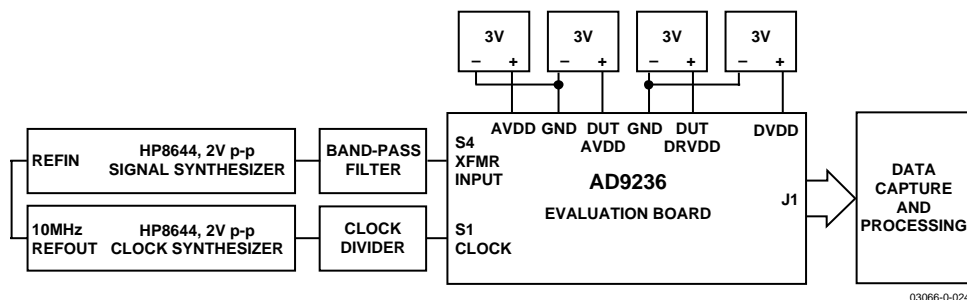 3V
3V
3V
3V
– +
– +
– +
– +
AVDD GND DUT GND DUT DVDD
AVDD DRVDD
S4
XFMR
INPUT
REFIN
HP8644, 2V p-p
SIGNAL SYNTHESIZER
BAND-PASS
FILTER
AD9236
EVALUATION BOARD
J1
DATA
CAPTURE
AND
PROCESSING
10MHz
REFOUT
HP8644, 2V p-p
CLOCK SYNTHESIZER
CLOCK
DIVIDER
S1
CLOCK
03066-0-024